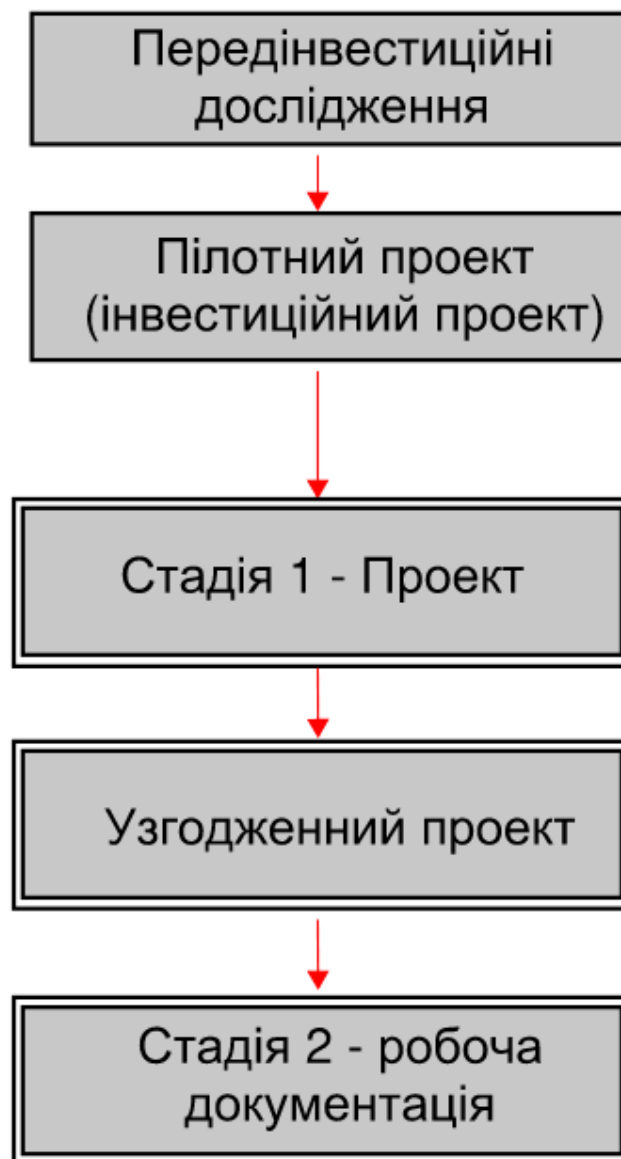 Передінвестиційні
дослідження
Пілотний проект
(інвестиційний проект)
Стадія 1 - Проект
Узгодженний проект
Стадія 2 - робоча
документація